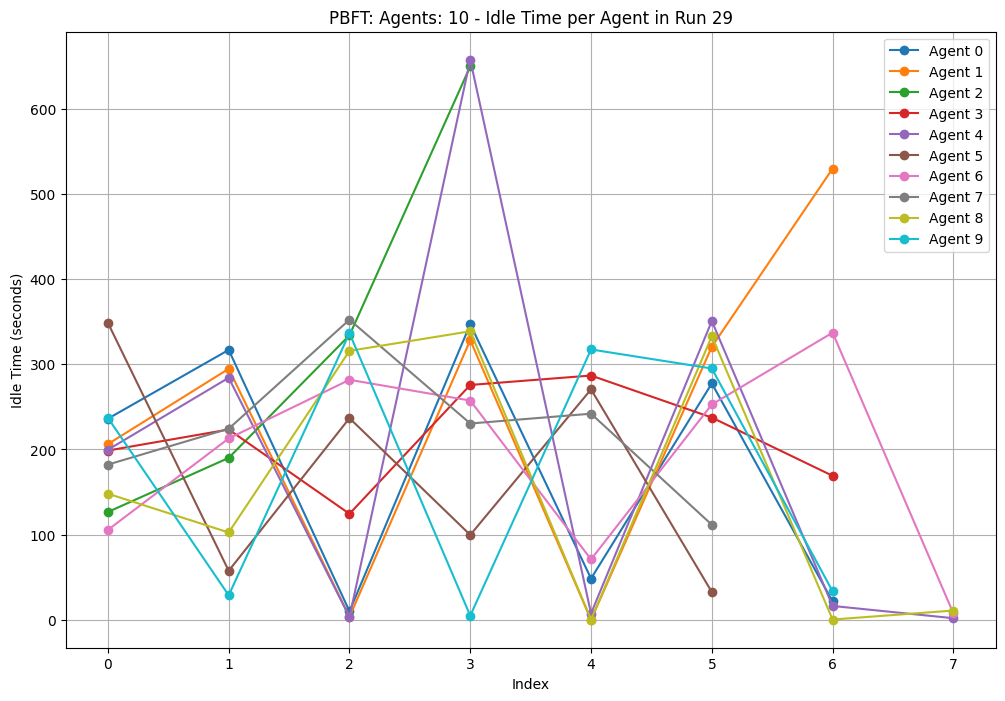 PBFT: Agents: 10 - Idle Time per Agent in Run 29
Idle Time (seconds)
600
500
400
300
200
100
0
0 1 2 3 4 5 6 7
Index
Agent 0
Agent 1
Agent 2
Agent 3
Agent 4
Agent 5
Agent 6
Agent 7
Agent 8
Agent 9